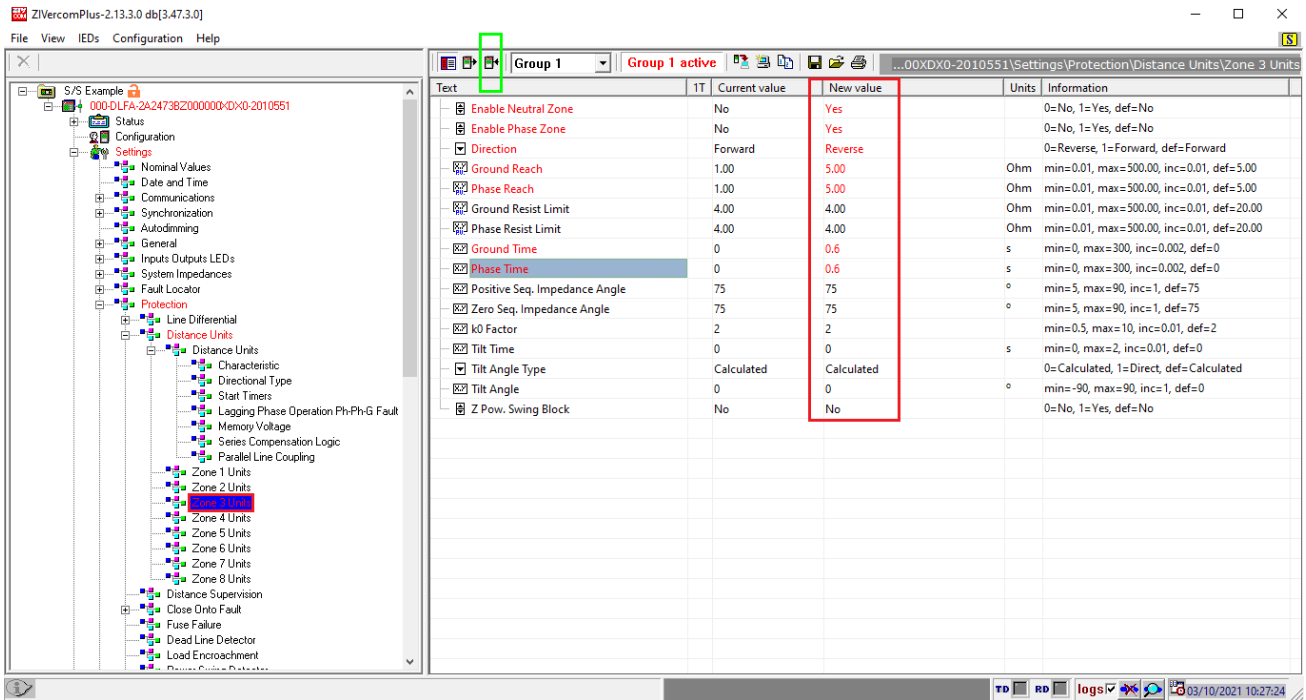 ZIVercomPlus-2.13.3.0 db[3.47.3.0]
File View IEDs Configuration Help
S
Group 1
Group 1 active
...00XDX0-2010551\Settings\Protection\Distance Units\Zone 3 Units
S/S Example
000-DLFA-2A2473BZ000000XDX0-2010551
Status
Configuration
Settings
Nominal Values
Date and Time
Communications
Synchronization
Autodimming
General
Inputs Outputs LEDs
System Impedances
Fault Locator
Protection
Line Differential
Distance Units
Distance Units
Characteristic
Directional Type
Start Timers
Lagging Phase Operation Ph-Ph-G Fault
Memory Voltage
Series Compensation Logic
Parallel Line Coupling
Zone 1 Units
Zone 2 Units
Zone 3 Units
Zone 4 Units
Zone 5 Units
Zone 6 Units
Zone 7 Units
Zone 8 Units
Distance Supervision
Close Onto Fault
Fuse Failure
Dead Line Detector
Load Encroachment
Power Swing Detector
Text 1T Current value New value Units Information
Enable Neutral Zone No Yes 0=No, 1=Yes, def=No
Enable Phase Zone No Yes 0=No, 1=Yes, def=No
Direction Forward Reverse 0=Reverse, 1=Forward, def=Forward
Ground Reach 1.00 5.00 Ohm min=0.01, max=500.00, inc=0.01, def=5.00
Phase Reach 1.00 5.00 Ohm min=0.01, max=500.00, inc=0.01, def=5.00
Ground Resist Limit 4.00 4.00 Ohm min=0.01, max=500.00, inc=0.01, def=20.00
Phase Resist Limit 4.00 4.00 Ohm min=0.01, max=500.00, inc=0.01, def=20.00
Ground Time 0 0.6 s min=0, max=300, inc=0.002, def=0
Phase Time 0 0.6 s min=0, max=300, inc=0.002, def=0
Positive Seq. Impedance Angle 75 75 º min=5, max=90, inc=1, def=75
Zero Seq. Impedance Angle 75 75 º min=5, max=90, inc=1, def=75
k0 Factor 2 2 min=0.5, max=10, inc=0.01, def=2
Tilt Time 0 0 s min=0, max=2, inc=0.01, def=0
Tilt Angle Type Calculated Calculated 0=Calculated, 1=Direct, def=Calculated
Tilt Angle 0 0 º min=-90, max=90, inc=1, def=0
Z Pow. Swing Block No No 0=No, 1=Yes, def=No
TD RD logs 03/10/2021 10:27:24